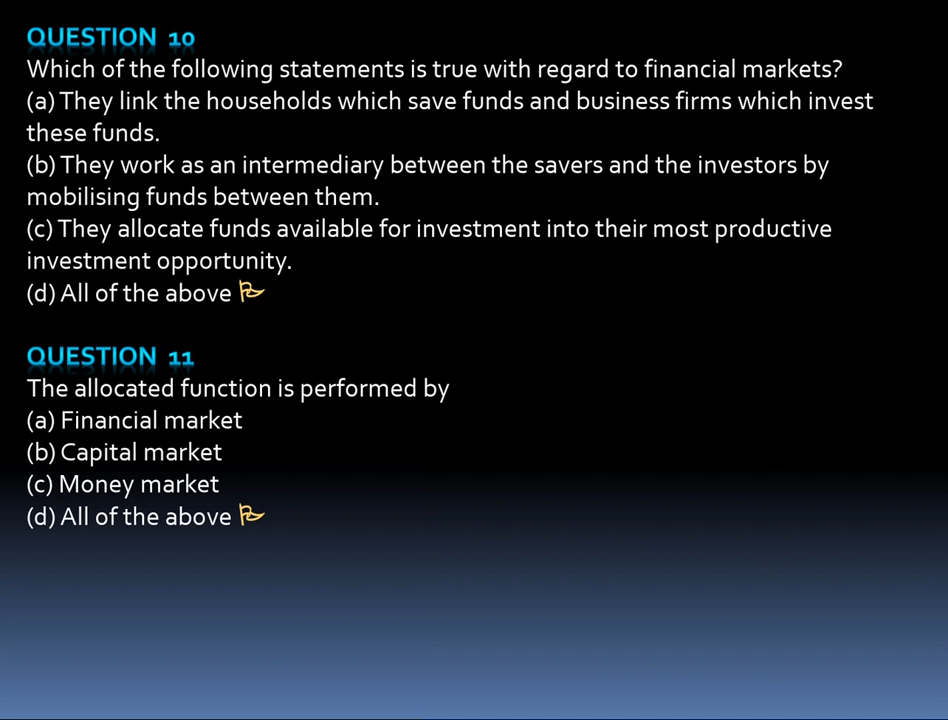 QUESTION 10
Which of the following statements is true with regard to financial markets?
(a) They link the households which save funds and business firms which invest
these funds.
(b) They work as an intermediary between the savers and the investors by
mobilising funds between them.
(c) They allocate funds available for investment into their most productive
investment opportunity.
(d) All of the above
QUESTION 11
The allocated function is performed by
(a) Financial market
(b) Capital market
(c) Money market
(d) All of the above